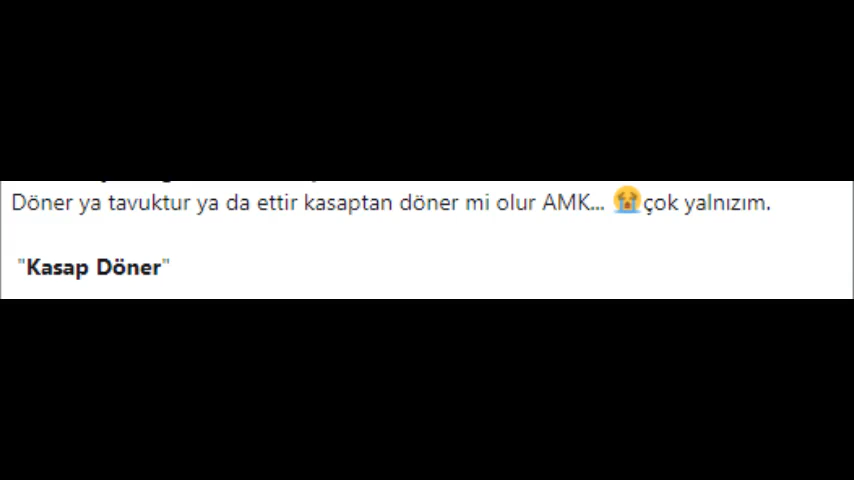 Döner ya tavuktur ya da ettir kasaptan döner mi olur AMK... 😭çok yalnızım.
"Kasap Döner"